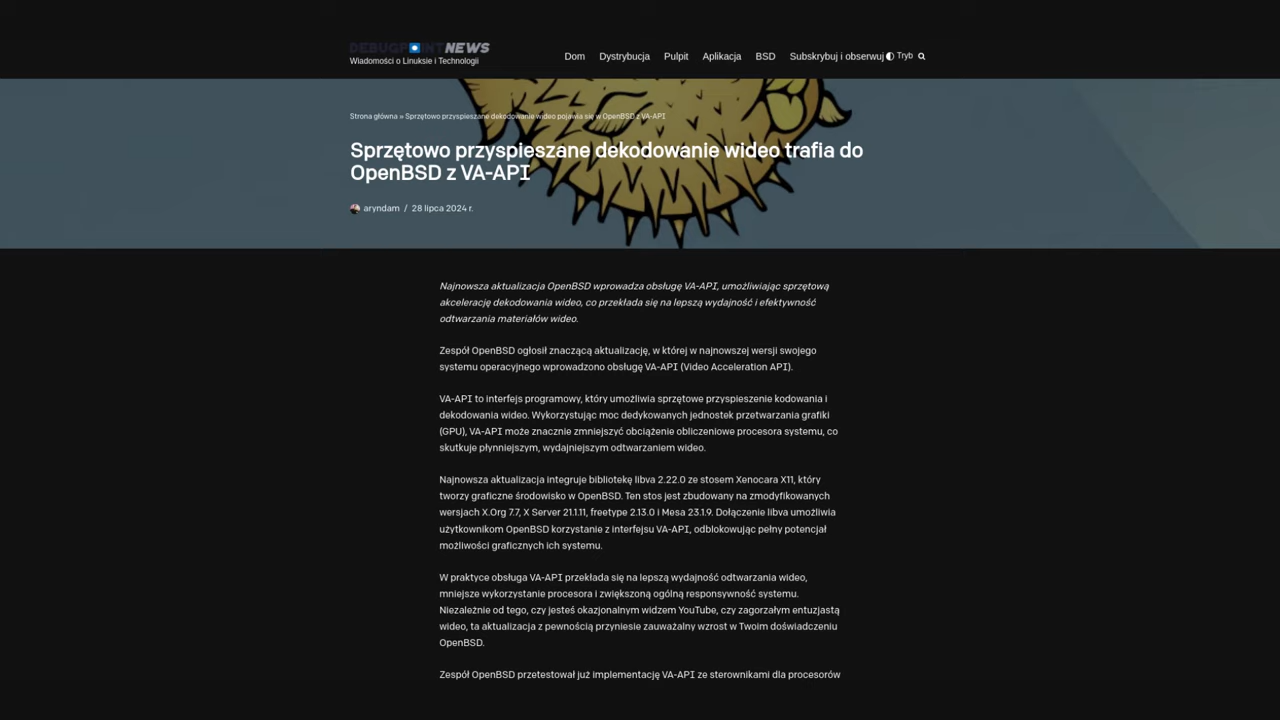 DEBUGPOINTNEWS
Wiadomości o Linuksie i Technologii
Dom Dystrybucja Pulpit Aplikacja BSD Subskrybuj i obserwuj Tryb
Strona główna » Sprzętowo przyspieszane dekodowanie wideo pojawia się w OpenBSD z VA-API
Sprzętowo przyspieszane dekodowanie wideo trafia do
OpenBSD z VA-API
aryndam / 28 lipca 2024 r.
Najnowsza aktualizacja OpenBSD wprowadza obsługę VA-API, umożliwiając sprzętową
akcelerację dekodowania wideo, co przekłada się na lepszą wydajność i efektywność
odtwarzania materiałów wideo.
Zespół OpenBSD ogłosił znaczącą aktualizację, w której w najnowszej wersji swojego
systemu operacyjnego wprowadzono obsługę VA-API (Video Acceleration API).
VA-API to interfejs programowy, który umożliwia sprzętowe przyspieszenie kodowania i
dekodowania wideo. Wykorzystując moc dedykowanych jednostek przetwarzania grafiki
(GPU), VA-API może znacznie zmniejszyć obciążenie obliczeniowe procesora systemu, co
skutkuje płynniejszym, wydajniejszym odtwarzaniem wideo.
Najnowsza aktualizacja integruje bibliotekę libva 2.22.0 ze stosem Xenocara X11, który
tworzy graficzne środowisko w OpenBSD. Ten stos jest zbudowany na zmodyfikowanych
wersjach X.Org 7.7, X Server 21.1.11, freetype 2.13.0 i Mesa 23.1.9. Dołączenie libva umożliwia
użytkownikom OpenBSD korzystanie z interfejsu VA-API, odblokowując pełny potencjał
możliwości graficznych ich systemu.
W praktyce obsługa VA-API przekłada się na lepszą wydajność odtwarzania wideo,
mniejsze wykorzystanie procesora i zwiększoną ogólną responsywność systemu.
Niezależnie od tego, czy jesteś okazjonalnym widzem YouTube, czy zagorzałym entuzjastą
wideo, ta aktualizacja z pewnością przyniesie zauważalny wzrost w Twoim doświadczeniu
OpenBSD.
Zespół OpenBSD przetestował już implementację VA-API ze sterownikami dla procesorów